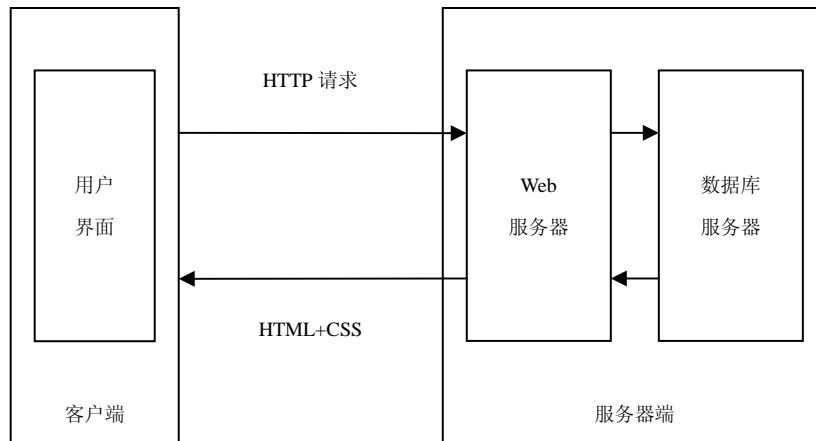 HTTP 请求
用户
界面
Web
服务器
数据库
服务器
HTML+CSS
客户端
服务器端